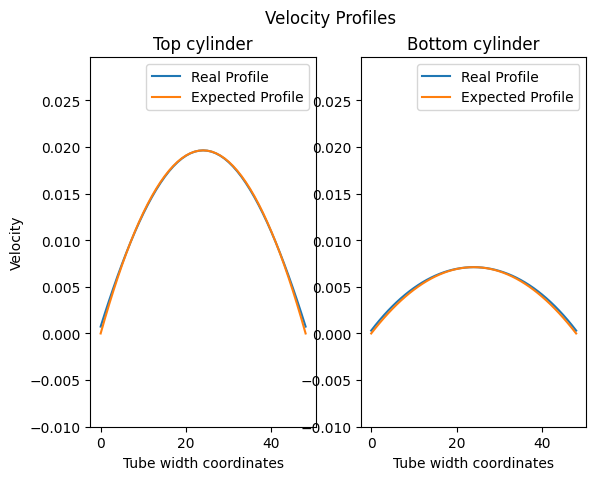 Velocity Profiles
Top cylinder
Real Profile
Expected Profile
0.025
0.020
0.015
0.010
0.005
0.000
−0.005
−0.010
Velocity
0
20
40
Tube width coordinates
Bottom cylinder
Real Profile
Expected Profile
0.025
0.020
0.015
0.010
0.005
0.000
−0.005
−0.010
0
20
40
Tube width coordinates